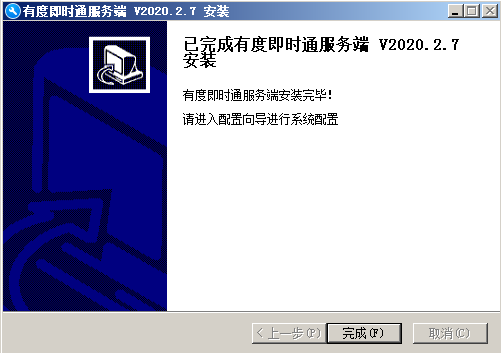 有度即时通服务端 V2020.2.7 安装
已完成有度即时通服务端 V2020.2.7
安装
有度即时通服务端安装完毕！
请进入配置向导进行系统配置
< 上一步(P)
完成(F)
取消(C)